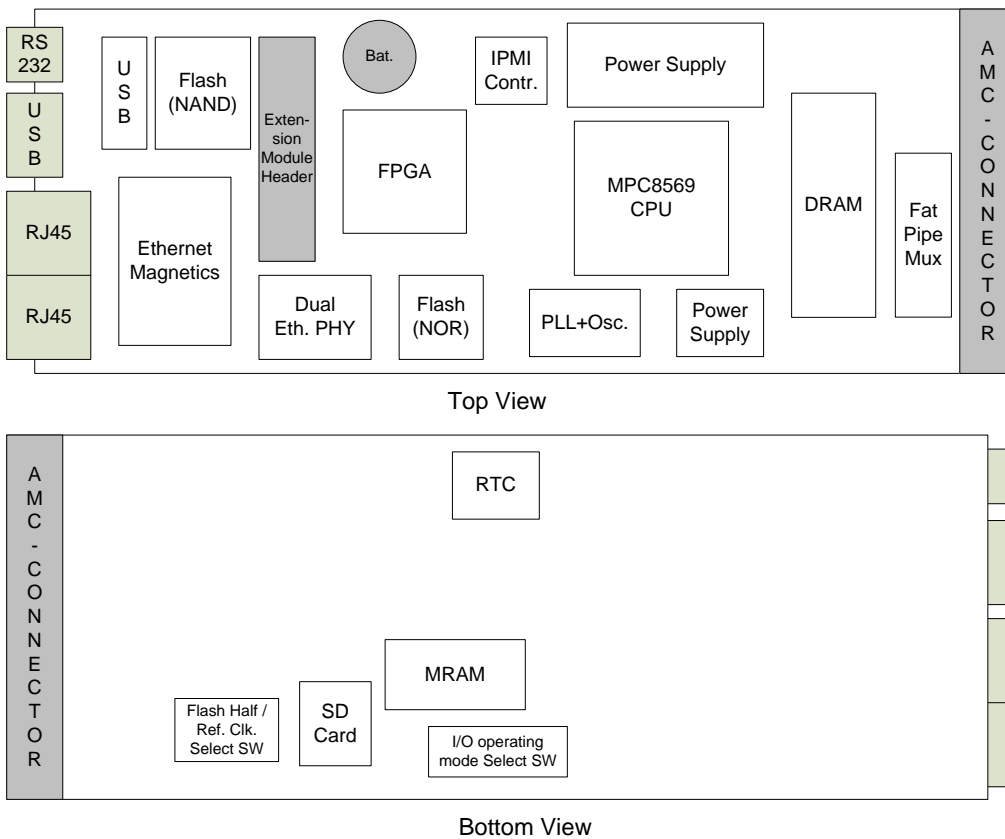 RS
232
U
S
B
RJ45
RJ45
U
S
B
Flash
(NAND)
Ethernet
Magnetics
Exten-
sion
Module
Header
Dual
Eth. PHY
Bat.
FPGA
Flash
(NOR)
IPMI
Contr.
Power Supply
MPC8569
CPU
PLL+Osc.
Power
Supply
DRAM
Fat
Pipe
Mux
A
M
C
-
C
O
N
N
E
C
T
O
R
Top View
A
M
C
-
C
O
N
N
E
C
T
O
R
RTC
MRAM
Flash Half /
Ref. Clk.
Select SW
SD
Card
I/O operating
mode Select SW
Bottom View